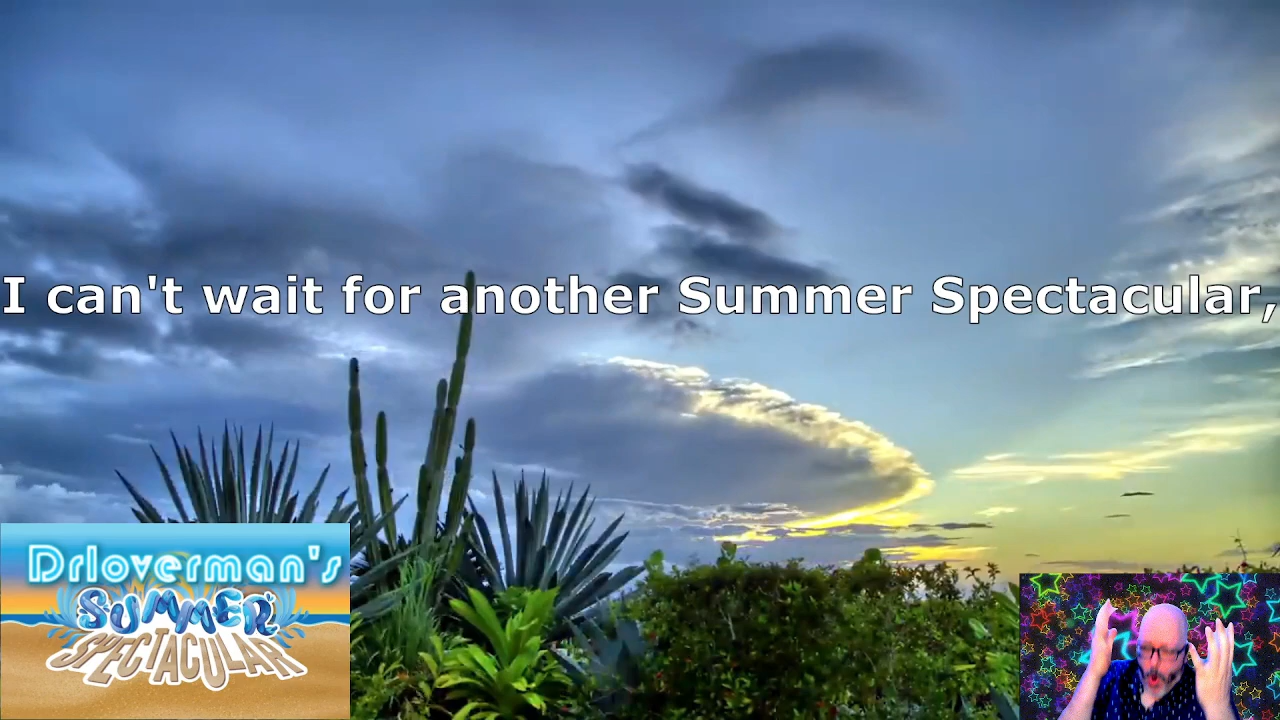 I can't wait for another Summer Spectacular,
Drloverman's
SUMMER
SPECTACULAR